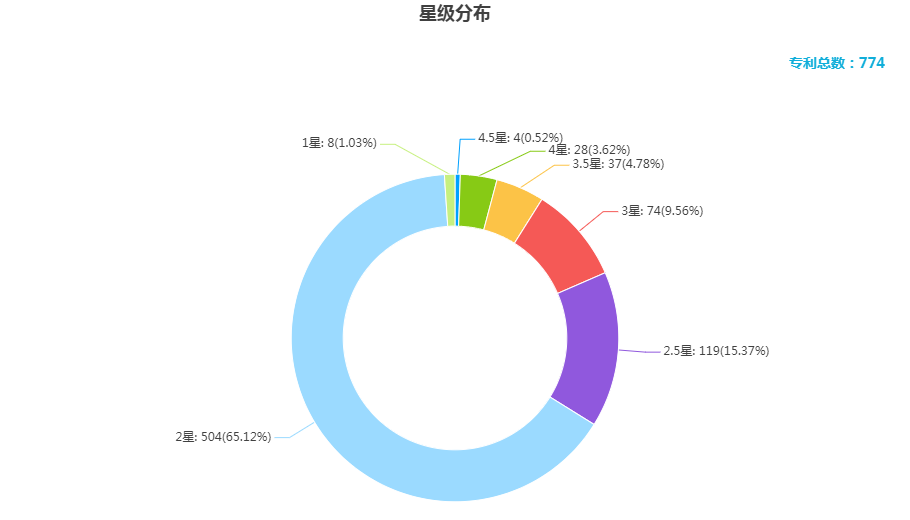 星级分布
专利总数：774
1星: 8(1.03%)
4.5星: 4(0.52%)
4星: 28(3.62%)
3.5星: 37(4.78%)
3星: 74(9.56%)
2.5星: 119(15.37%)
2星: 504(65.12%)